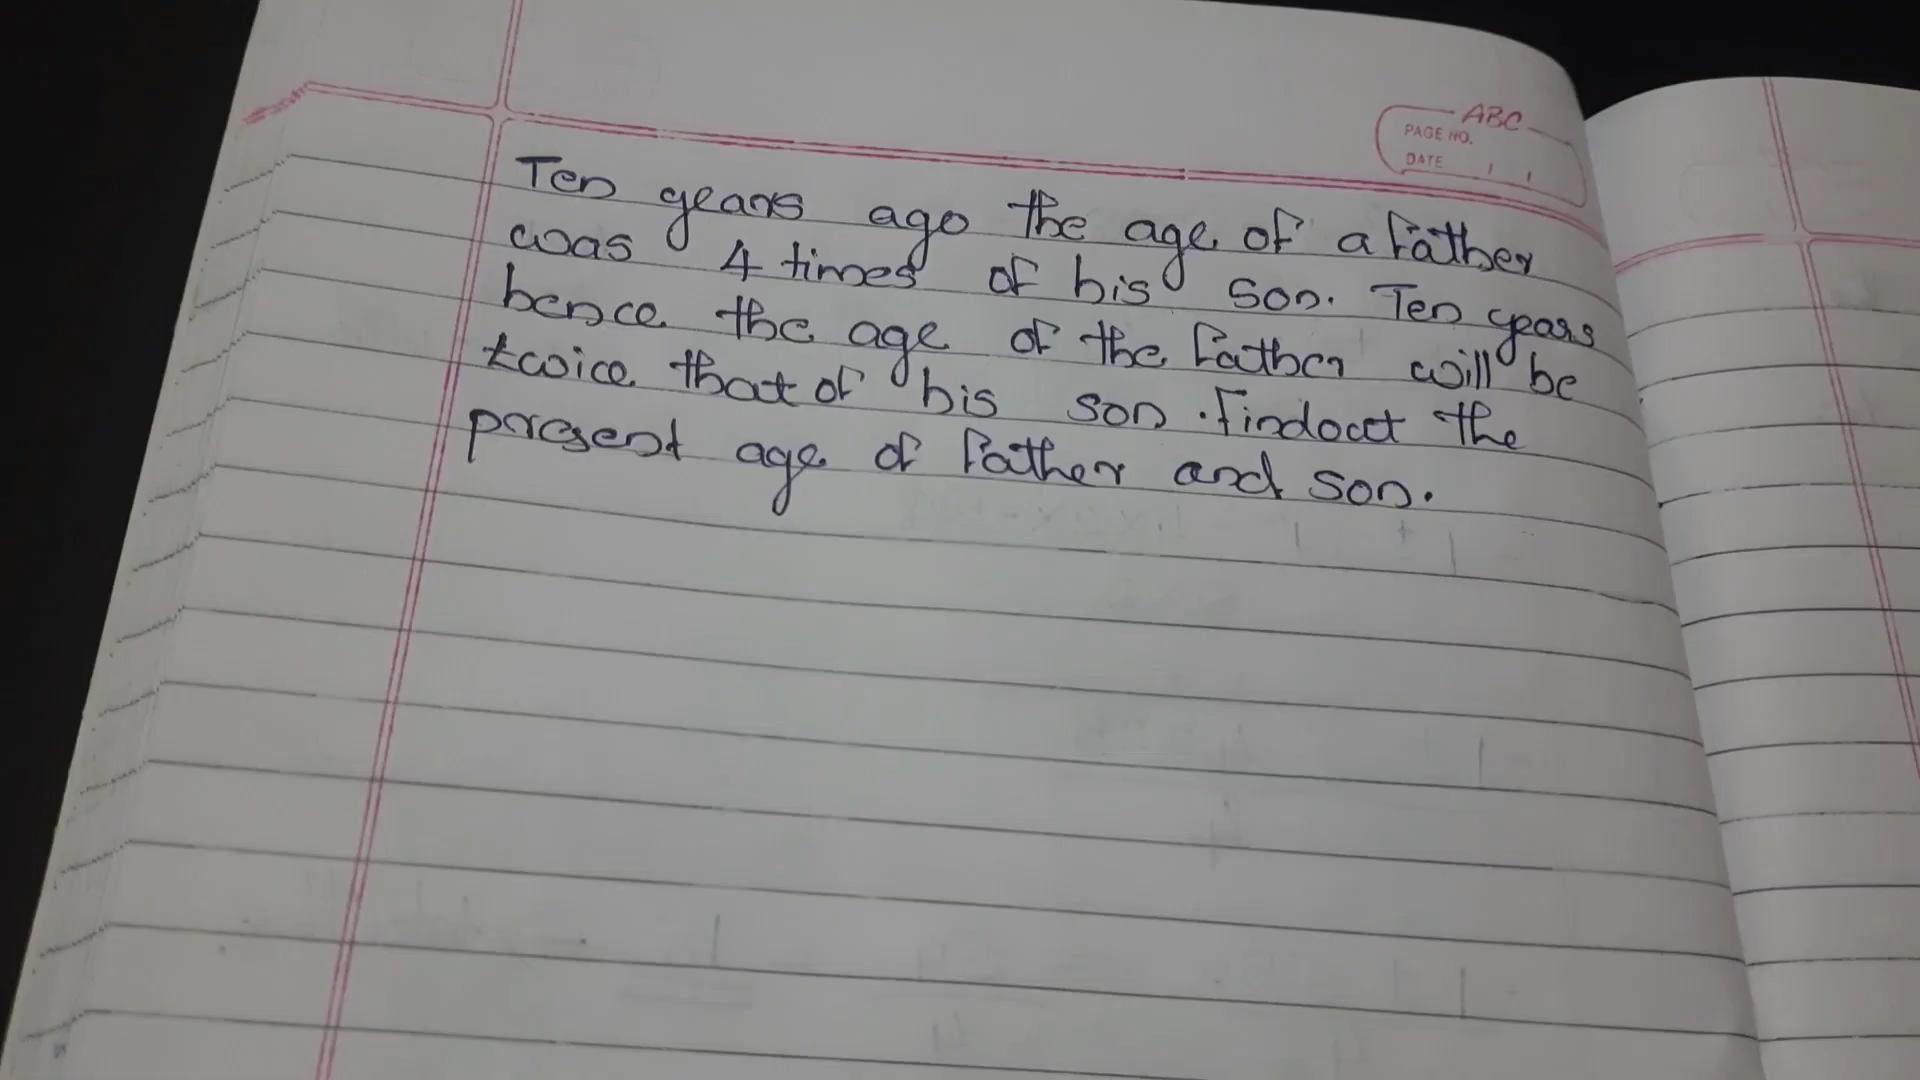 ABC
PAGE NO.
DATE / /
Ten years ago the age of a father
was 4 times of his son. Ten years
hence the age of the father will be
twice that of his son. Findout the
present age of father and son.